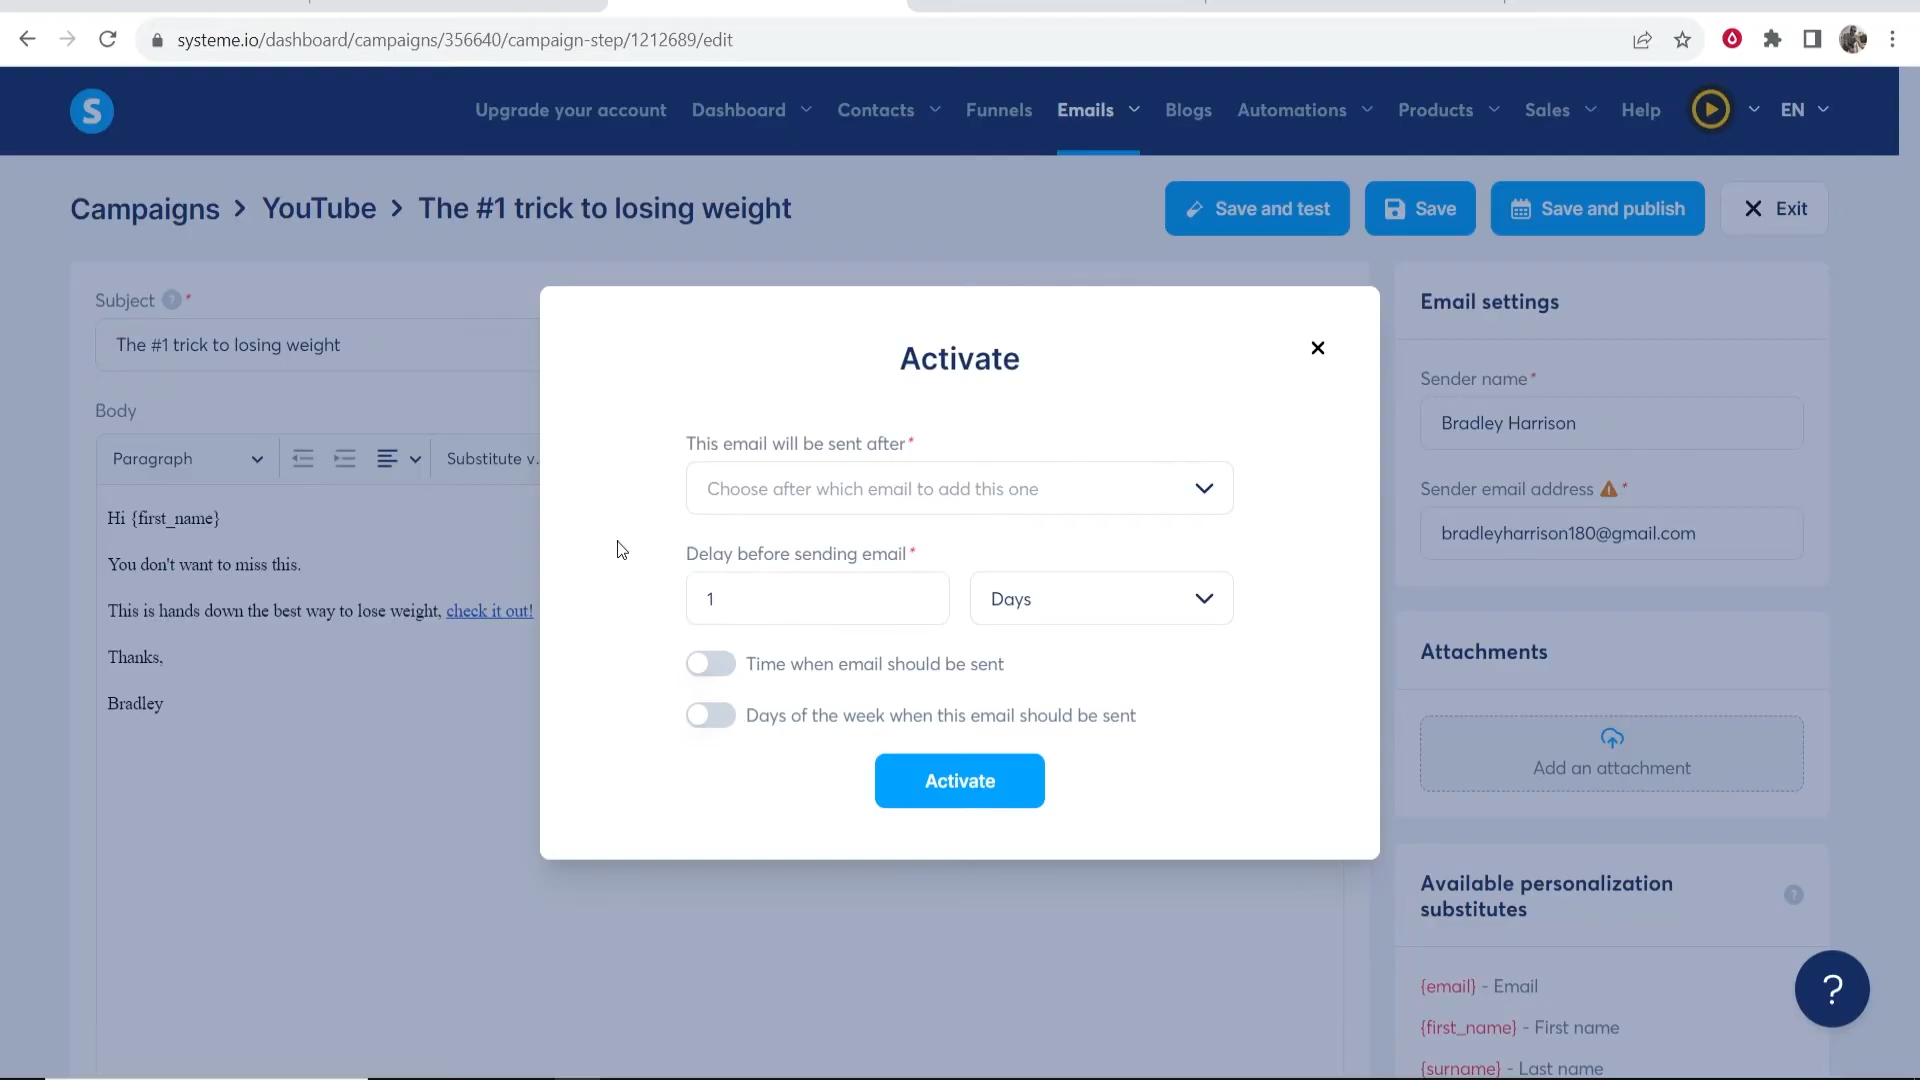 systeme.io/dashboard/campaigns/356640/campaign-step/1212689/edit
S
Upgrade your account
Dashboard
Contacts
Funnels
Emails
Blogs
Automations
Products
Sales
Help
EN
Campaigns > YouTube > The #1 trick to losing weight
Save and test
Save
Save and publish
Exit
Subject ? *
The #1 trick to losing weight
Body
Paragraph
Substitute v...
Hi {first_name}
You don't want to miss this.
This is hands down the best way to lose weight, check it out!
Thanks,
Bradley
Activate
This email will be sent after *
Choose after which email to add this one
Delay before sending email *
1
Days
Time when email should be sent
Days of the week when this email should be sent
Activate
Email settings
Sender name *
Bradley Harrison
Sender email address *
bradleyharrison180@gmail.com
Attachments
Add an attachment
Available personalization
substitutes
?
{email} - Email
{first_name} - First name
{surname} - Last name
?